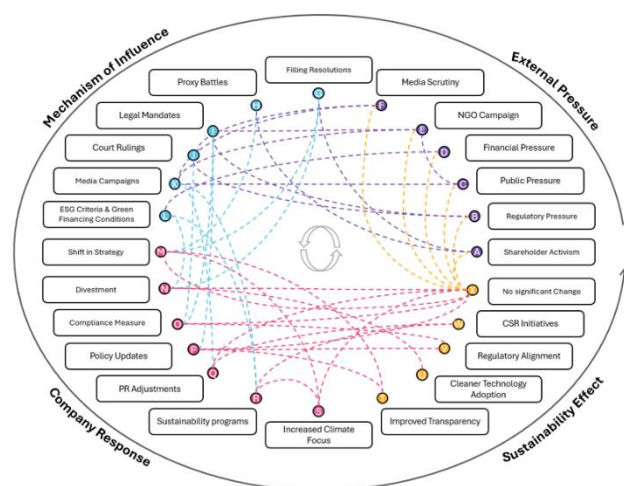 Mechanism of Influence
External Pressure
Filling Resolutions
Proxy Battles
Media Scrutiny
Legal Mandates
NGO Campaign
Court Rulings
Financial Pressure
Media Campaigns
Public Pressure
ESG Criteria & Green
Financing Conditions
Regulatory Pressure
Shift in Strategy
Shareholder Activism
Divestment
No significant Change
Compliance Measure
CSR Initiatives
Policy Updates
Regulatory Alignment
PR Adjustments
Cleaner Technology
Adoption
Sustainability programs
Increased Climate
Focus
Improved Transparency
Company Response
Sustainability Effect
G
H
F
I
E
J
D
K
C
L
B
M
A
N
O
W
P
V
Q
R
S
T